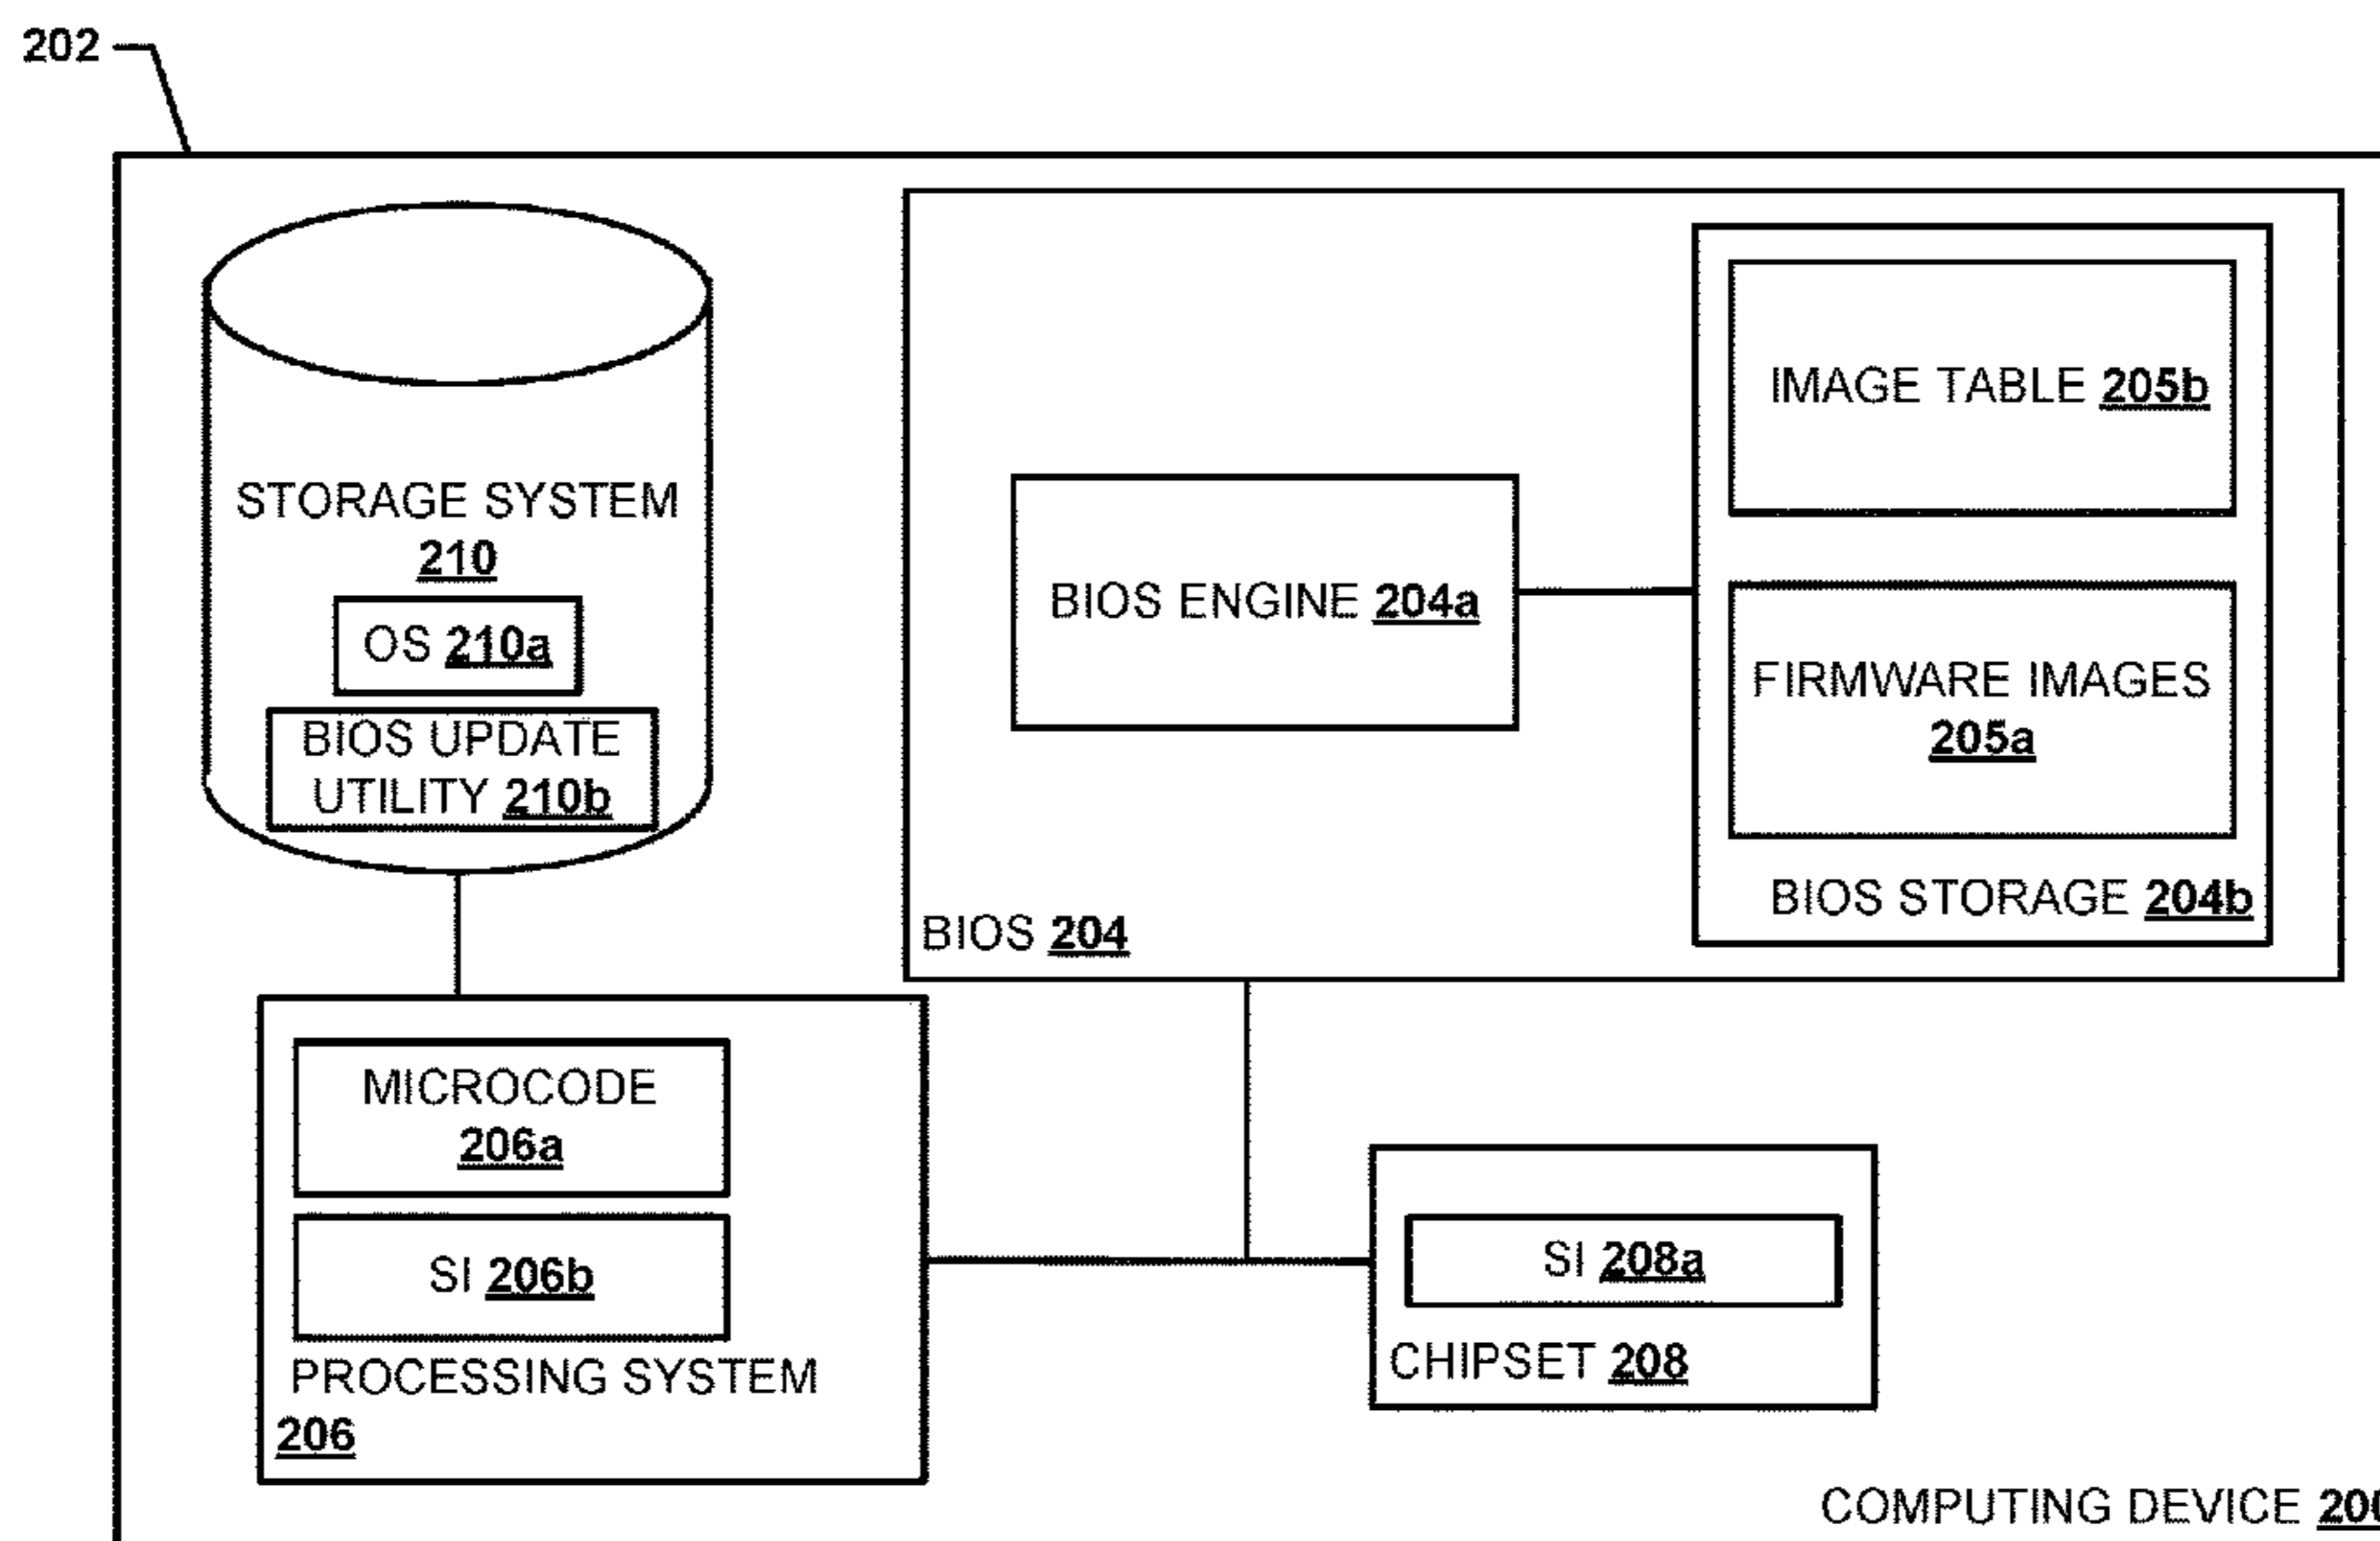 202
STORAGE SYSTEM
210
OS 210a
BIOS UPDATE
UTILITY 210b
IMAGE TABLE 205b
BIOS ENGINE 204a
FIRMWARE IMAGES
205a
BIOS STORAGE 204b
BIOS 204
MICROCODE
206a
SI 206b
PROCESSING SYSTEM
206
SI 208a
CHIPSET 208
COMPUTING DEVICE